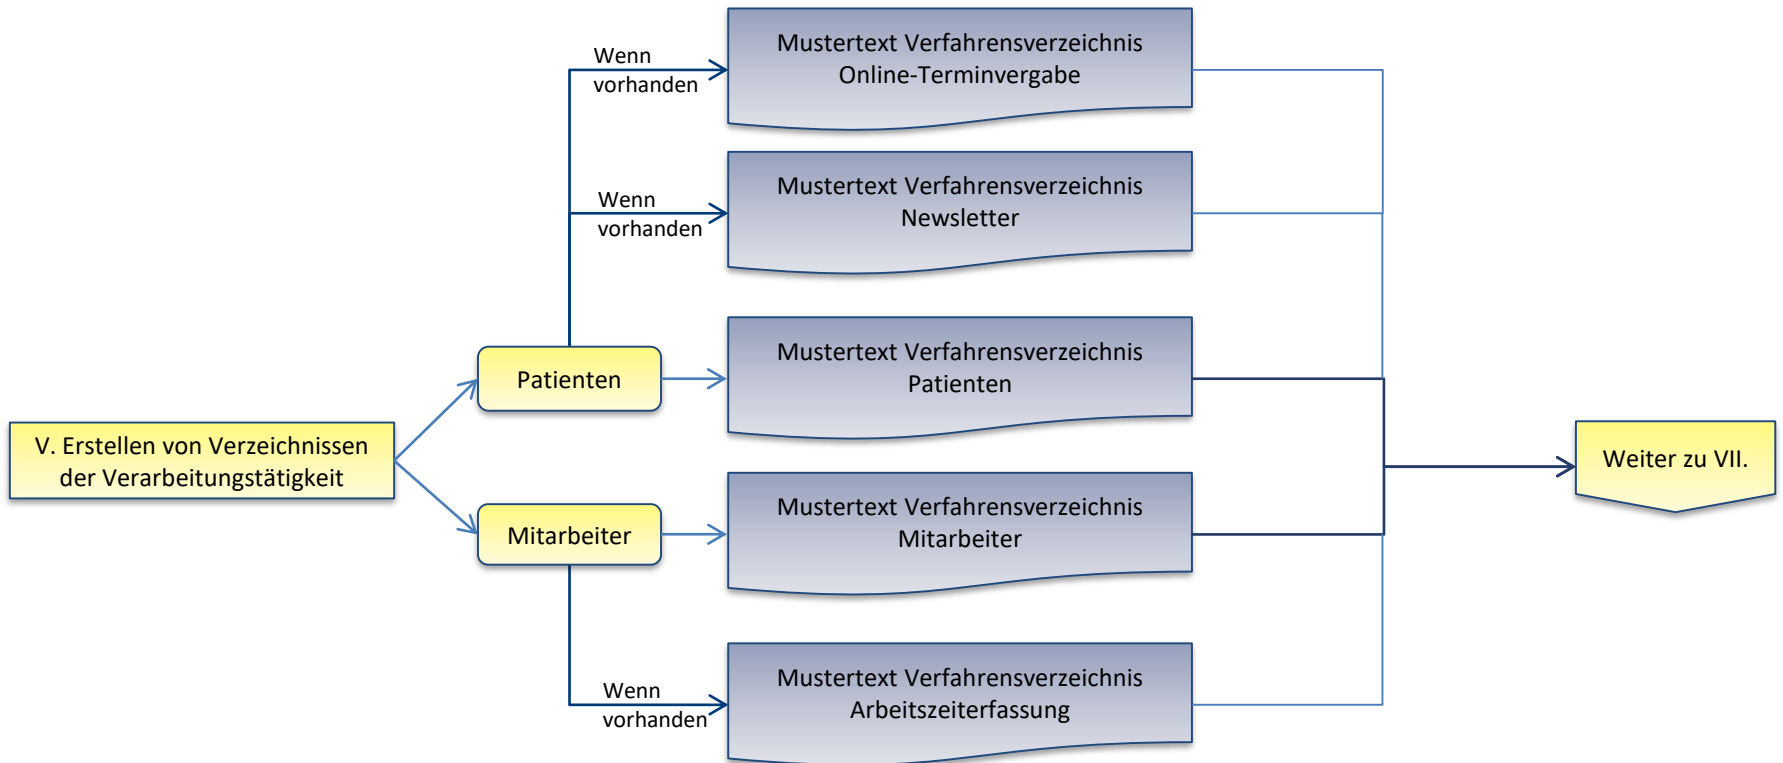 Wenn
vorhanden
Mustertext Verfahrensverzeichnis
Online-Terminvergabe
Wenn
vorhanden
Mustertext Verfahrensverzeichnis
Newsletter
Patienten
Mustertext Verfahrensverzeichnis
Patienten
V. Erstellen von Verzeichnissen
der Verarbeitungstätigkeit
Weiter zu VII.
Mitarbeiter
Mustertext Verfahrensverzeichnis
Mitarbeiter
Wenn
vorhanden
Mustertext Verfahrensverzeichnis
Arbeitszeiterfassung